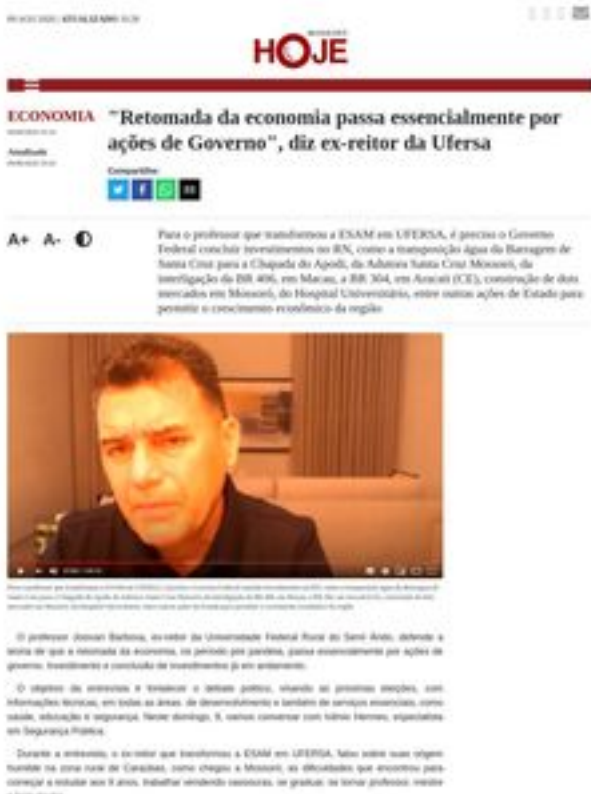 ATUALIZADO
MOSSORÓ
HOJE
ECONOMIA
"Retomada da economia passa essencialmente por
ações de Governo", diz ex-reitor da Ufersa
Atualizado
Compartilhe
A+ A-
Para o professor que transformou a ESAM em UFERSA, é preciso o Governo
Federal concluir investimentos no RN, como a transposição água da Barragem de
Santa Cruz para a Chapada do Apodi, da Adutora Santa Cruz Mossoró, da
interligação da BR 406, em Macau, a BR 304, em Aracati (CE), construção de dois
mercados em Mossoró, do Hospital Universitário, entre outras ações de Estado para
permitir o crescimento econômico da região
O professor Josivan Barbosa, ex-reitor da Universidade Federal Rural do Semi Árido, defende a
teoria de que a retomada da economia, no período pós pandemia, passa essencialmente por ações de
governo. Investimento e conclusão de investimentos já em andamento.
O objetivo da entrevista é fortalecer o debate político, visando as próximas eleições, com
informações técnicas, em todas as áreas de desenvolvimento e também de serviços essenciais, como
saúde, educação e segurança. Neste domingo, 9, vamos conversar com Ivênio Hermes, especialista
em Segurança Pública.
Durante a entrevista, o ex-reitor que transformou a ESAM em UFERSA, falou sobre suas origem
humilde na zona rural de Caraúbas, como chegou a Mossoró, as dificuldades que encontrou para
começar a estudar aos 9 anos, trabalhar vendendo vassouras, se graduar, se tornar professor, mestre